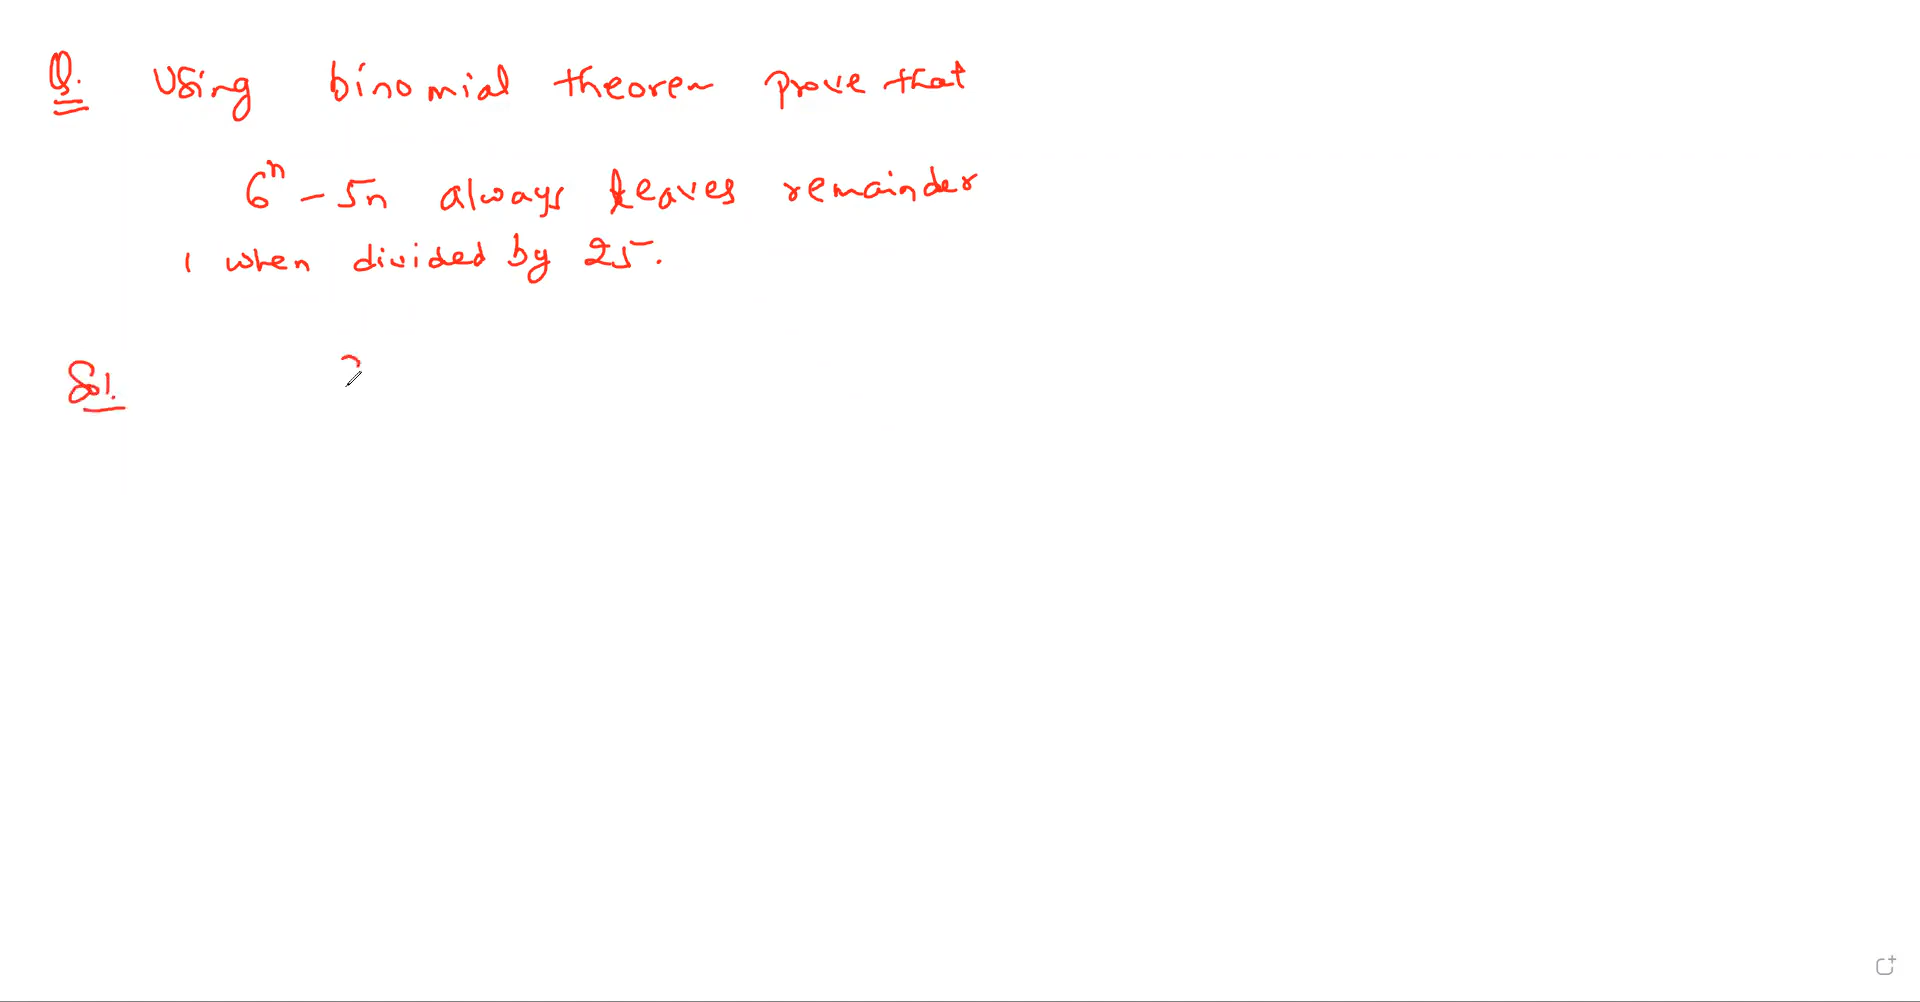 Q. Using binomial theorem prove that
6ⁿ - 5n always leaves remainder
1 when divided by 25.
Sol.